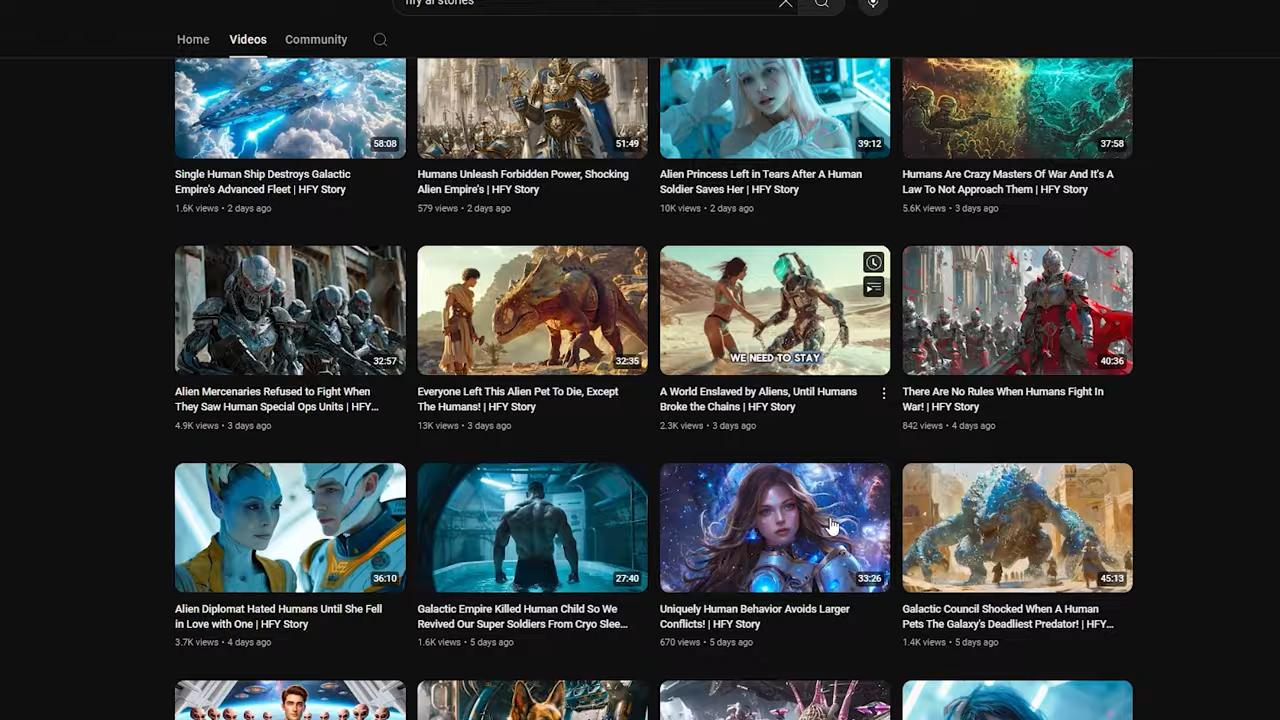 hfy ai stories
Home
Videos
Community
58:08
51:49
39:12
37:58
Single Human Ship Destroys Galactic
Empire's Advanced Fleet | HFY Story
1.6K views • 2 days ago
Humans Unleash Forbidden Power, Shocking
Alien Empire's | HFY Story
579 views • 2 days ago
Alien Princess Left in Tears After A Human
Soldier Saves Her | HFY Story
10K views • 2 days ago
Humans Are Crazy Masters Of War And It's A
Law To Not Approach Them | HFY Story
5.6K views • 3 days ago
32:57
32:35
WE NEED TO STAY
40:36
Alien Mercenaries Refused to Fight When
They Saw Human Special Ops Units | HFY...
4.9K views • 3 days ago
Everyone Left This Alien Pet To Die, Except
The Humans! | HFY Story
13K views • 3 days ago
A World Enslaved by Aliens, Until Humans
Broke the Chains | HFY Story
2.3K views • 3 days ago
There Are No Rules When Humans Fight In
War! | HFY Story
842 views • 4 days ago
36:10
27:40
33:26
45:13
Alien Diplomat Hated Humans Until She Fell
in Love with One | HFY Story
3.7K views • 4 days ago
Galactic Empire Killed Human Child So We
Revived Our Super Soldiers From Cryo Slee...
1.6K views • 5 days ago
Uniquely Human Behavior Avoids Larger
Conflicts! | HFY Story
670 views • 5 days ago
Galactic Council Shocked When A Human
Pets The Galaxy's Deadliest Predator! | HFY...
1.4K views • 5 days ago